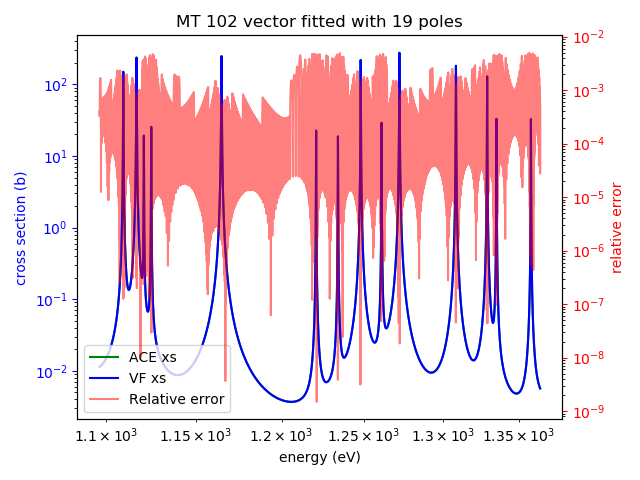 MT 102 vector fitted with 19 poles
cross section (b)
10²
10¹
10⁰
10⁻¹
10⁻²
10⁻²
10⁻³
10⁻⁴
10⁻⁵
10⁻⁶
10⁻⁷
10⁻⁸
10⁻⁹
relative error
ACE xs
VF xs
Relative error
1.1 × 10³ 1.15 × 10³ 1.2 × 10³ 1.25 × 10³ 1.3 × 10³ 1.35 × 10³
energy (eV)